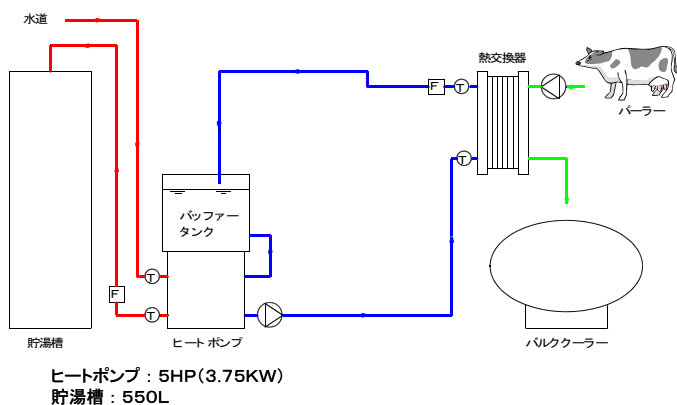 水道
熱交換器
F
T
パーラー
T
バッファー
タンク
T
F
T
貯湯槽
ヒートポンプ
バルククーラー
ヒートポンプ：5HP(3.75KW)
貯湯槽：550L